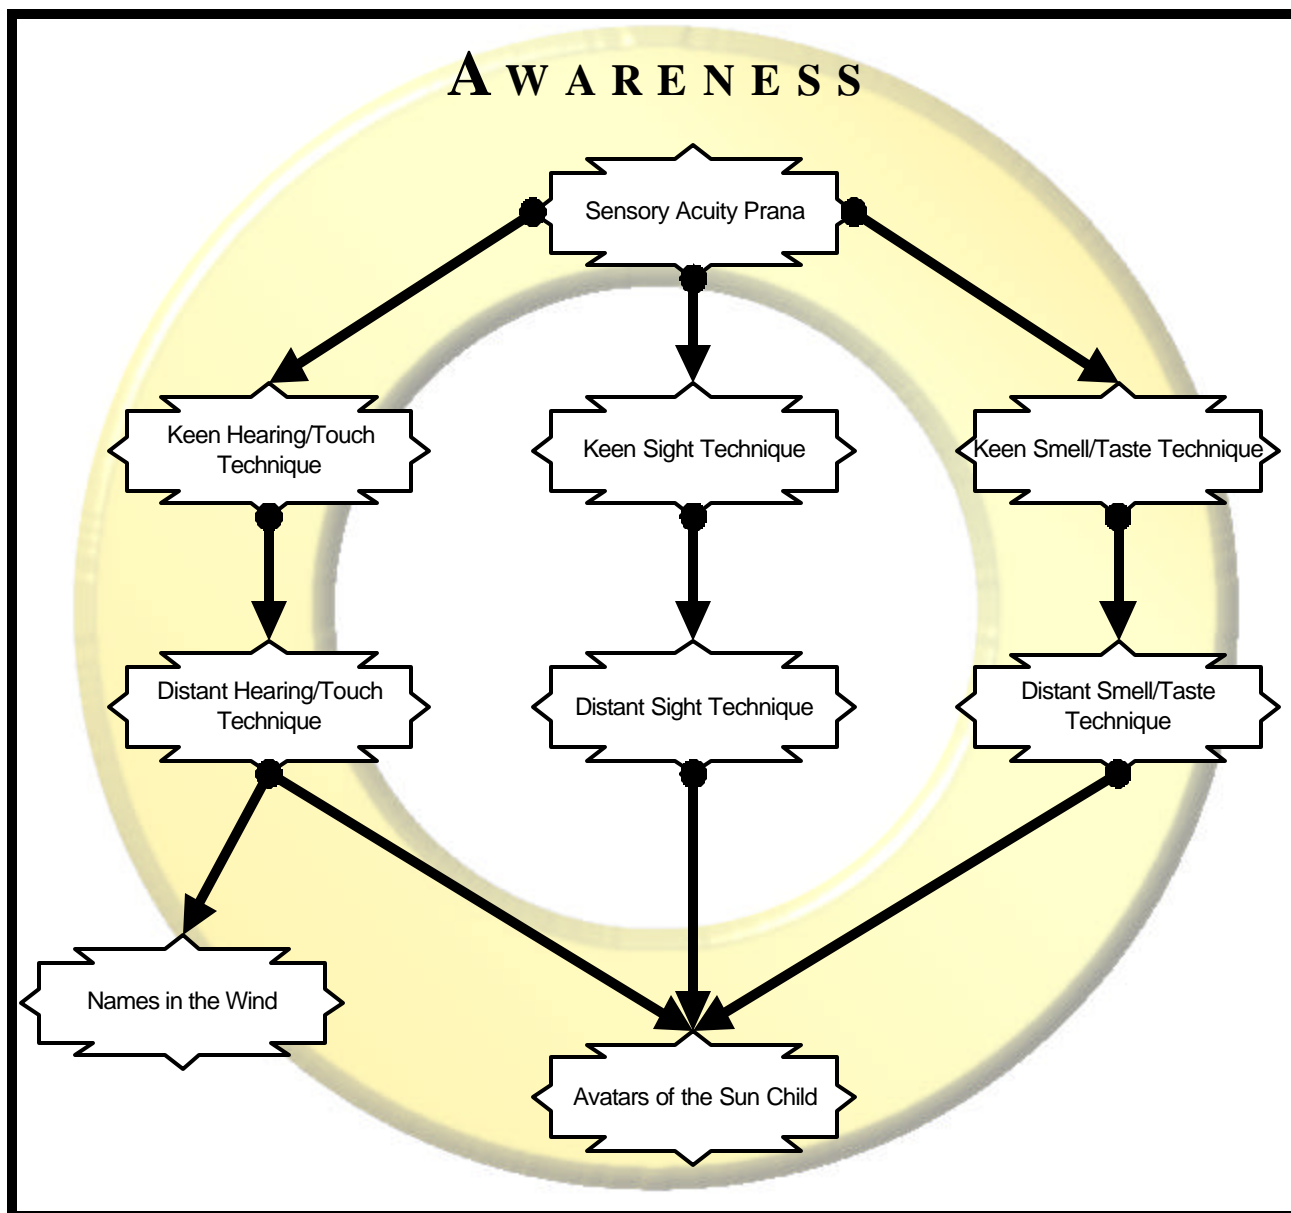 AWARENESS
Sensory Acuity Prana
Keen Hearing/Touch
Technique
Keen Sight Technique
Keen Smell/Taste Technique
Distant Hearing/Touch
Technique
Distant Sight Technique
Distant Smell/Taste
Technique
Names in the Wind
Avatars of the Sun Child